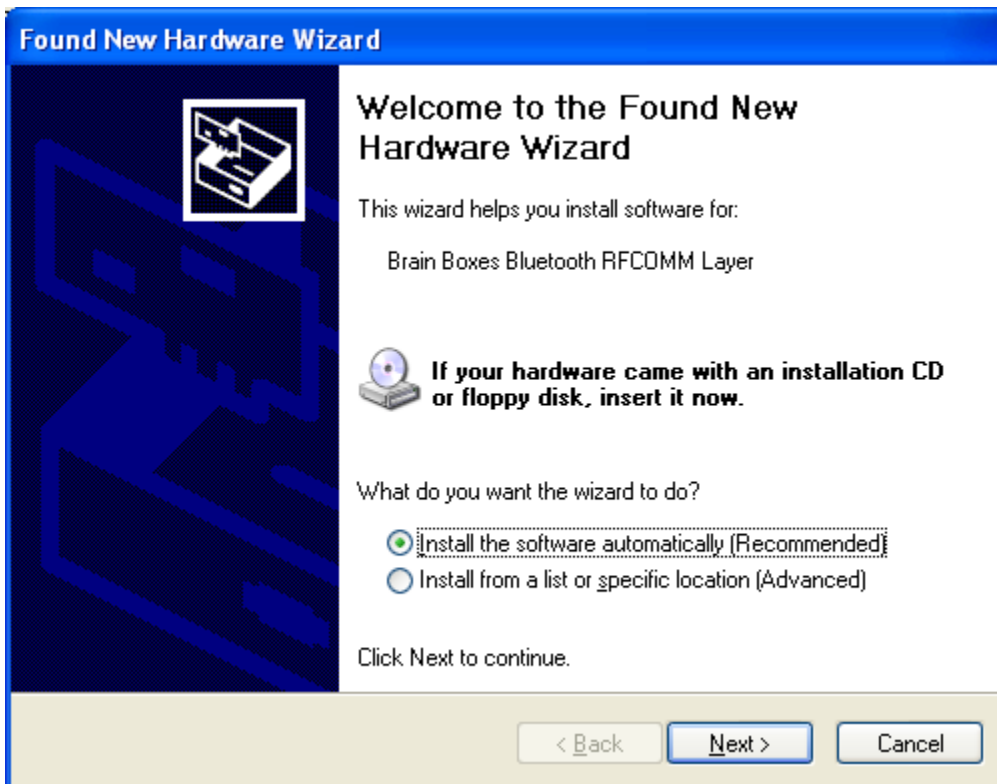 Found New Hardware Wizard
Welcome to the Found New
Hardware Wizard
This wizard helps you install software for:
Brain Boxes Bluetooth RFCOMM Layer
If your hardware came with an installation CD
or floppy disk, insert it now.
What do you want the wizard to do?
Install the software automatically (Recommended)
Install from a list or specific location (Advanced)
Click Next to continue.
< Back Next > Cancel